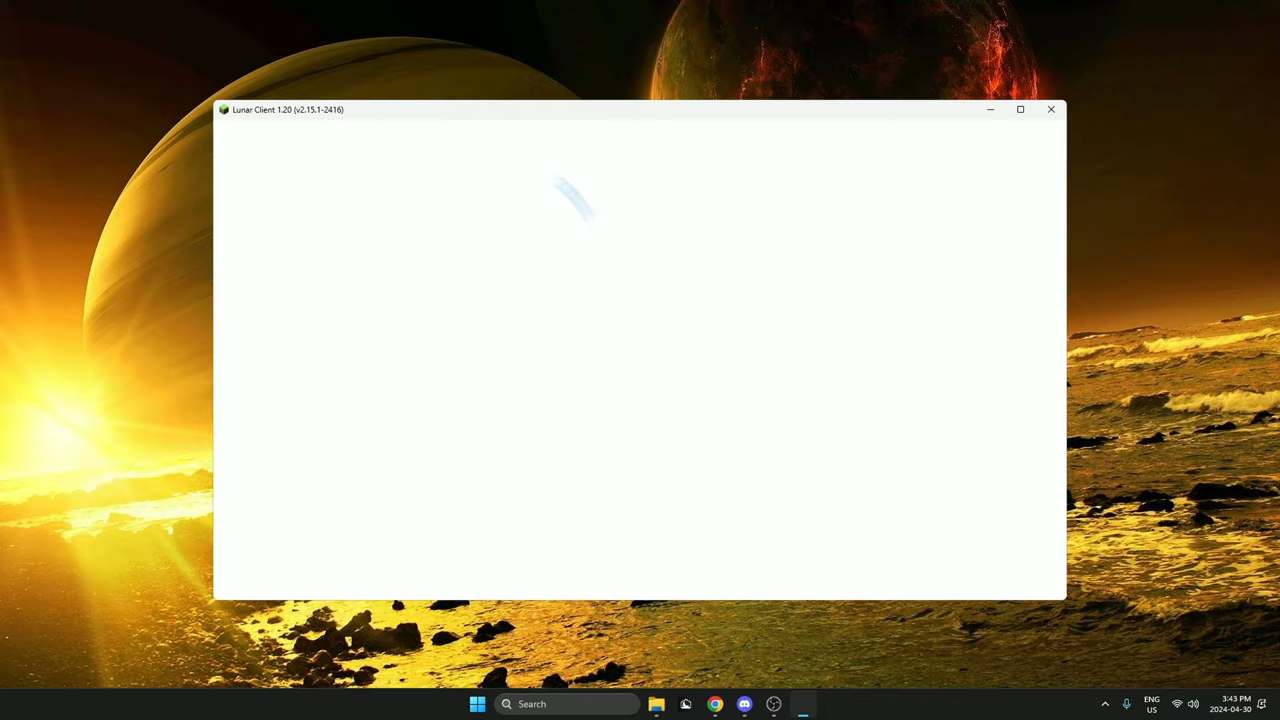 Lunar Client 1.20 (v2.15.1-2416)
Search
ENG
US
3:43 PM
2024-04-30